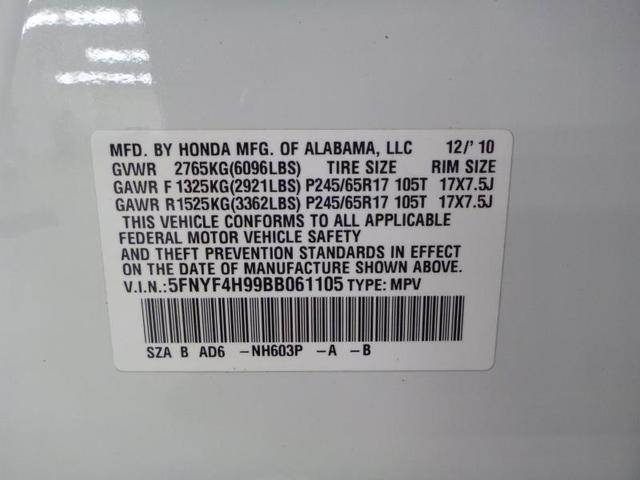 MFD. BY HONDA MFG. OF ALABAMA, LLC 12/'10
GVWR 2765KG(6096LBS) TIRE SIZE RIM SIZE
GAWR F 1325KG(2921LBS) P245/65R17 105T 17X7.5J
GAWR R1525KG(3362LBS) P245/65R17 105T 17X7.5J
THIS VEHICLE CONFORMS TO ALL APPLICABLE
FEDERAL MOTOR VEHICLE SAFETY
AND THEFT PREVENTION STANDARDS IN EFFECT
ON THE DATE OF MANUFACTURE SHOWN ABOVE.
V.I.N.:5FNYF4H99BB061105 TYPE: MPV
SZA B AD6 -NH603P -A -B